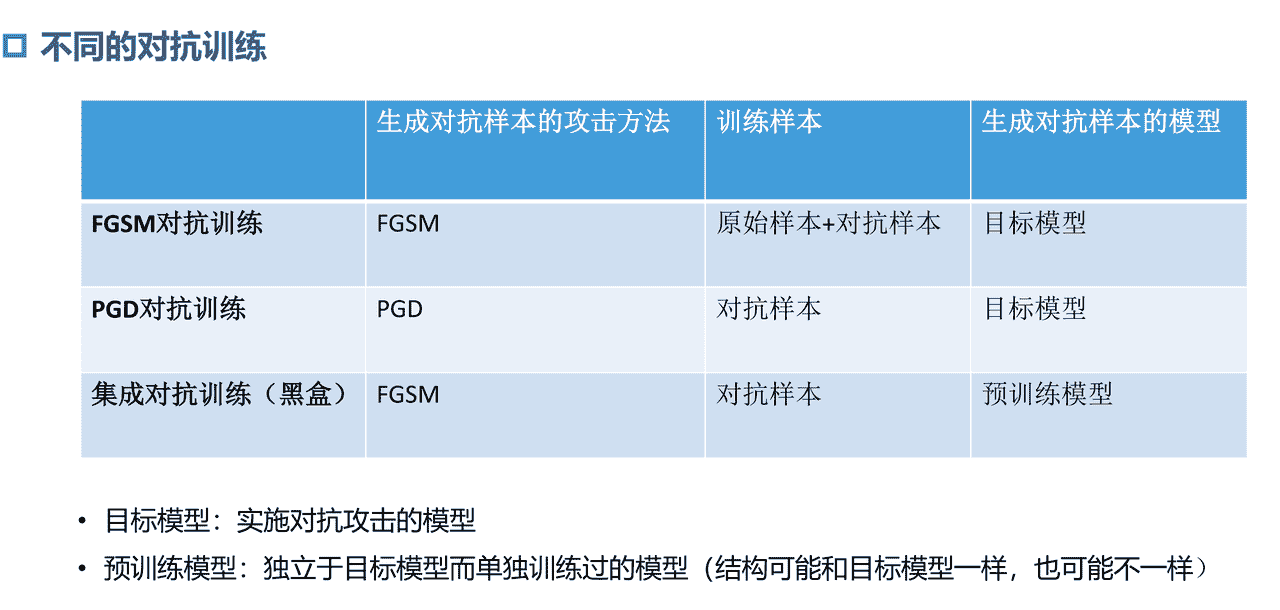 不同的对抗训练
生成对抗样本的攻击方法 训练样本 生成对抗样本的模型
FGSM对抗训练 FGSM 原始样本+对抗样本 目标模型
PGD对抗训练 PGD 对抗样本 目标模型
集成对抗训练（黑盒） FGSM 对抗样本 预训练模型
• 目标模型：实施对抗攻击的模型
• 预训练模型：独立于目标模型而单独训练过的模型（结构可能和目标模型一样，也可能不一样）